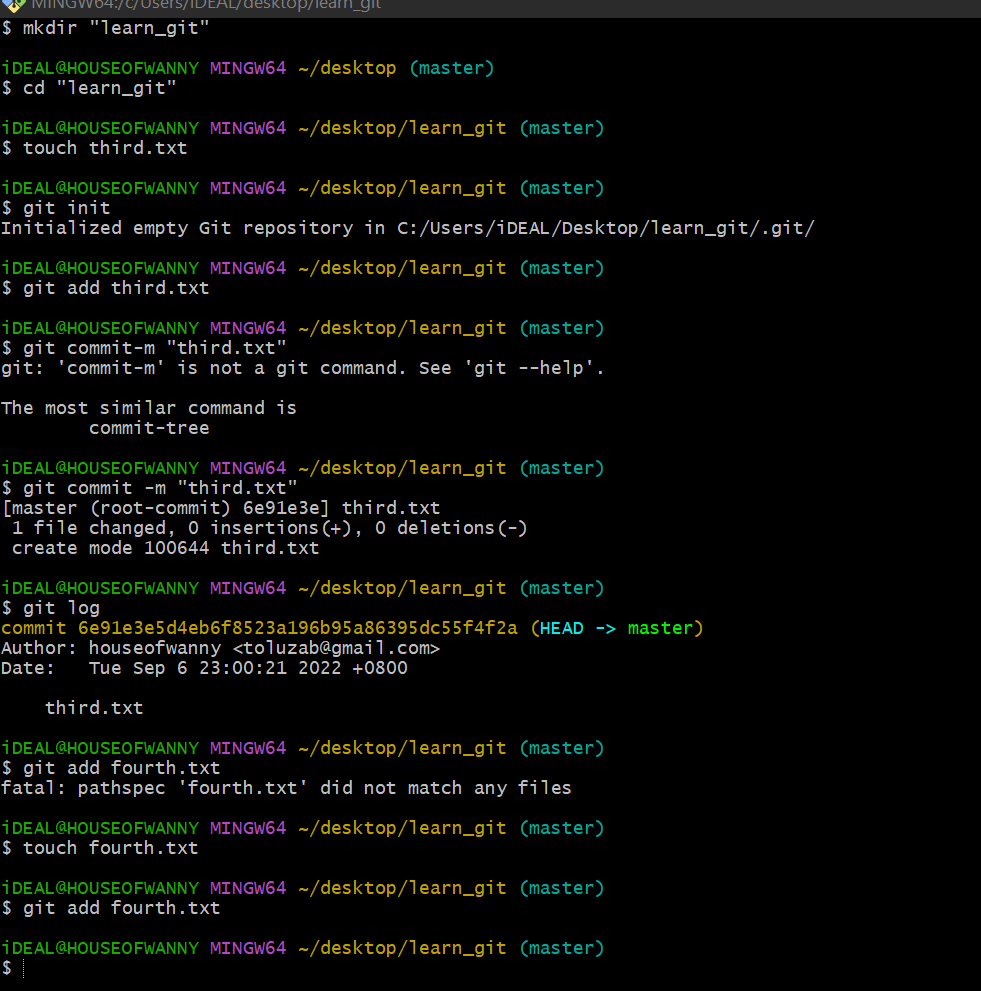 MINGW64:/c/Users/iDEAL/desktop/learn_git
$ mkdir "learn_git"
iDEAL@HOUSEOFWANNY MINGW64 ~/desktop (master)
$ cd "learn_git"
iDEAL@HOUSEOFWANNY MINGW64 ~/desktop/learn_git (master)
$ touch third.txt
iDEAL@HOUSEOFWANNY MINGW64 ~/desktop/learn_git (master)
$ git init
Initialized empty Git repository in C:/Users/iDEAL/Desktop/learn_git/.git/
iDEAL@HOUSEOFWANNY MINGW64 ~/desktop/learn_git (master)
$ git add third.txt
iDEAL@HOUSEOFWANNY MINGW64 ~/desktop/learn_git (master)
$ git commit-m "third.txt"
git: 'commit-m' is not a git command. See 'git --help'.
The most similar command is
        commit-tree
iDEAL@HOUSEOFWANNY MINGW64 ~/desktop/learn_git (master)
$ git commit -m "third.txt"
[master (root-commit) 6e91e3e] third.txt
 1 file changed, 0 insertions(+), 0 deletions(-)
 create mode 100644 third.txt
iDEAL@HOUSEOFWANNY MINGW64 ~/desktop/learn_git (master)
$ git log
commit 6e91e3e5d4eb6f8523a196b95a86395dc55f4f2a (HEAD -> master)
Author: houseofwanny <toluzab@gmail.com>
Date:   Tue Sep 6 23:00:21 2022 +0800
    third.txt
iDEAL@HOUSEOFWANNY MINGW64 ~/desktop/learn_git (master)
$ git add fourth.txt
fatal: pathspec 'fourth.txt' did not match any files
iDEAL@HOUSEOFWANNY MINGW64 ~/desktop/learn_git (master)
$ touch fourth.txt
iDEAL@HOUSEOFWANNY MINGW64 ~/desktop/learn_git (master)
$ git add fourth.txt
iDEAL@HOUSEOFWANNY MINGW64 ~/desktop/learn_git (master)
$